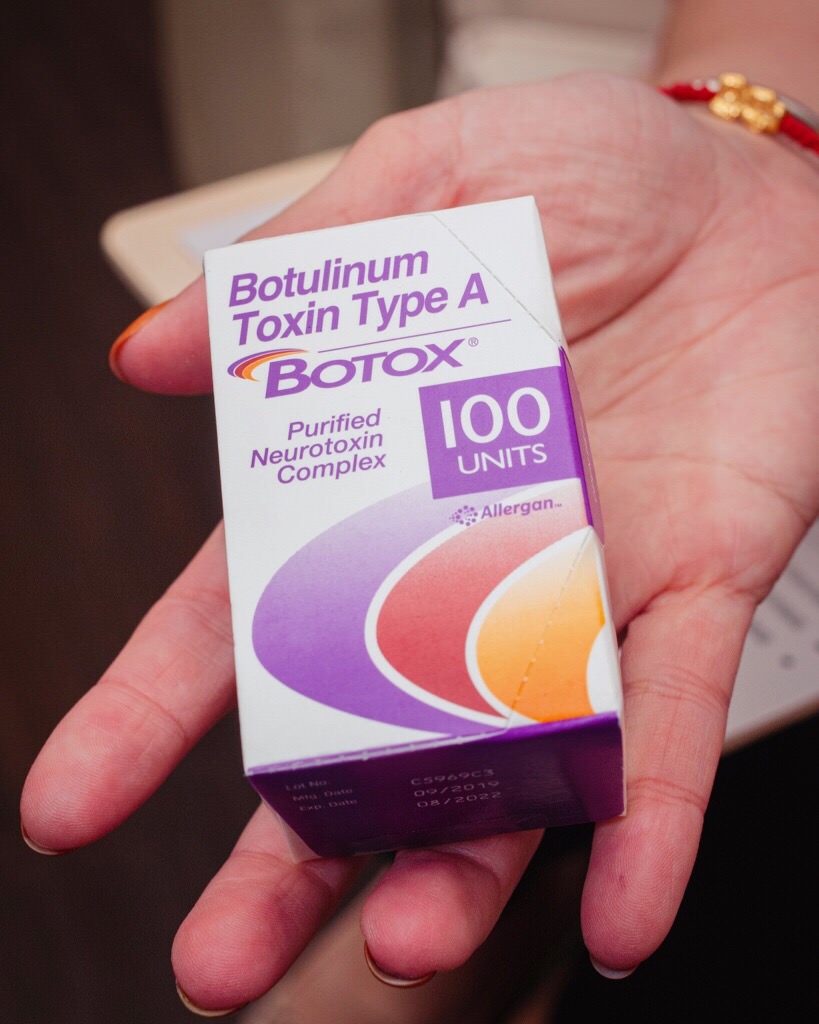 Botulinum
Toxin Type A
BOTOX®
Purified
Neurotoxin
Complex
100
UNITS
Allergan™
Lot No. C5969C3
Mfg. Date 09/2019
Exp. Date 08/2022